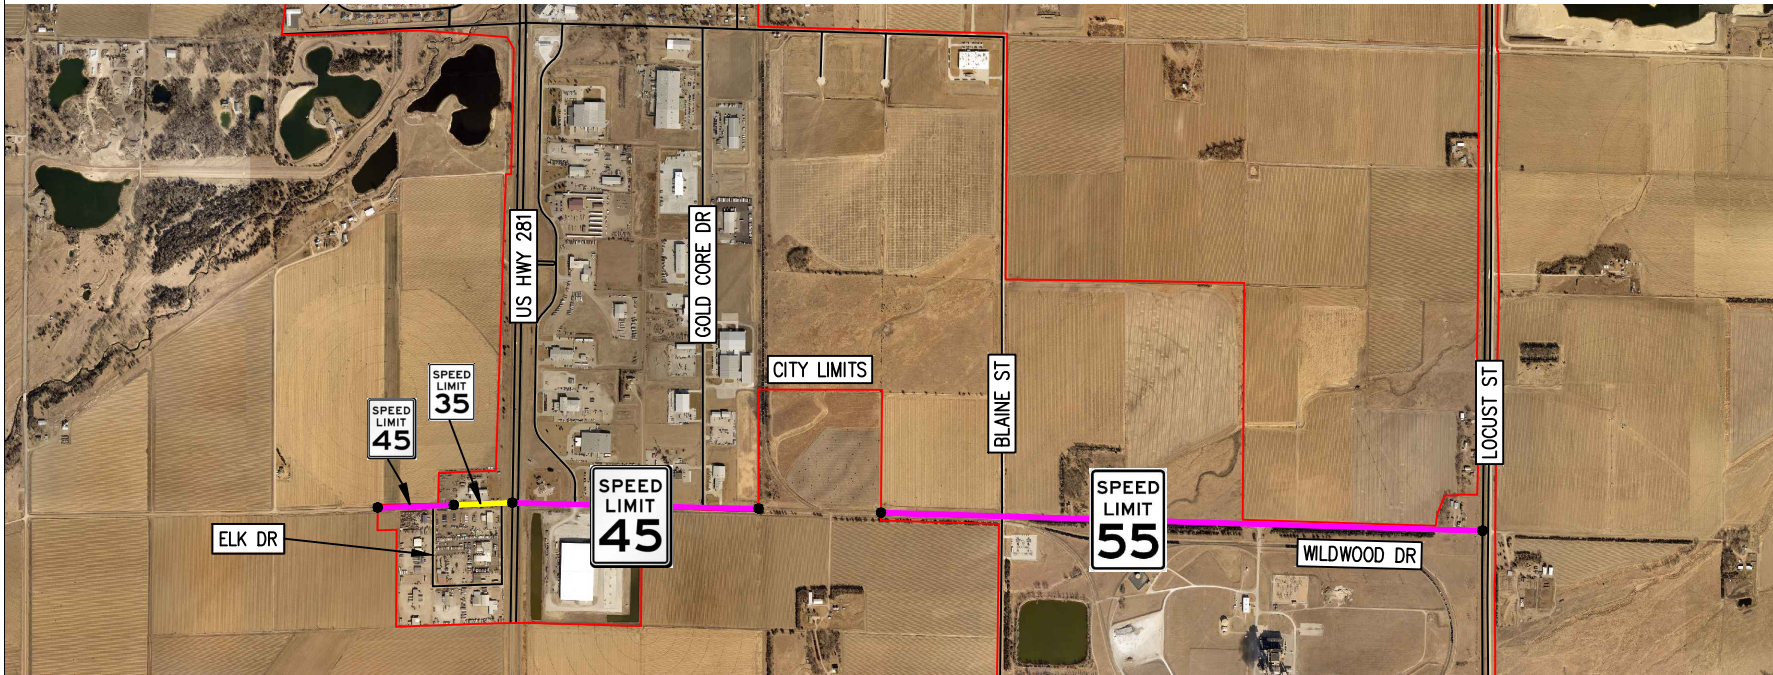 US HWY 281
GOLD CORE DR
CITY LIMITS
BLAINE ST
LOCUST ST
SPEED
LIMIT
35
SPEED
LIMIT
45
SPEED
LIMIT
45
SPEED
LIMIT
55
ELK DR
WILDWOOD DR